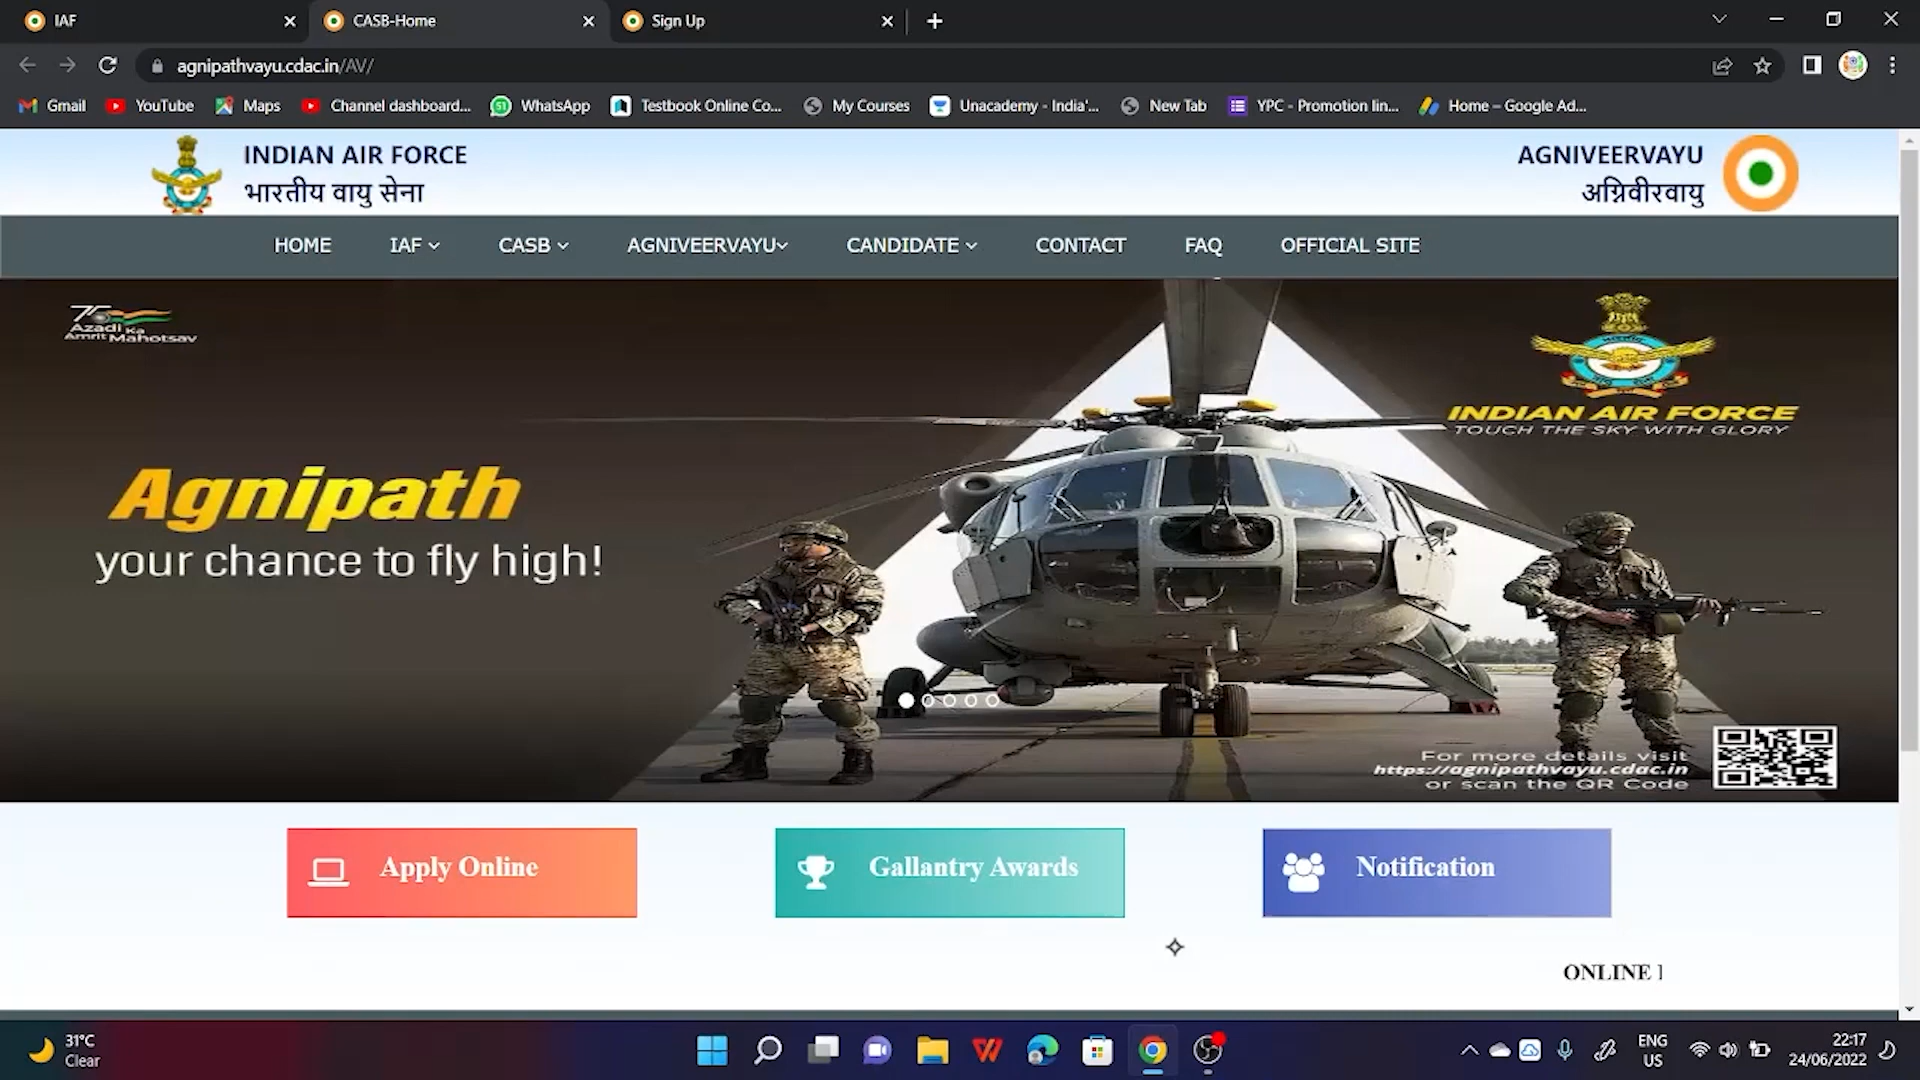 IAF
CASB-Home
Sign Up
agnipathvayu.cdac.in/AV/
Gmail
YouTube
Maps
Channel dashboard...
WhatsApp
Testbook Online Co...
My Courses
Unacademy - India'...
New Tab
YPC - Promotion lin...
Home – Google Ad...
INDIAN AIR FORCE
भारतीय वायु सेना
AGNIVEERVAYU
अग्निवीरवायु
HOME
IAF
CASB
AGNIVEERVAYU
CANDIDATE
CONTACT
FAQ
OFFICIAL SITE
75
Azadi Ka
Amrit Mahotsav
INDIAN AIR FORCE
TOUCH THE SKY WITH GLORY
Agnipath
your chance to fly high!
For more details visit
https://agnipathvayu.cdac.in
or scan the QR Code
Apply Online
Gallantry Awards
Notification
ONLINE
31°C
Clear
ENG
US
22:17
24/06/2022